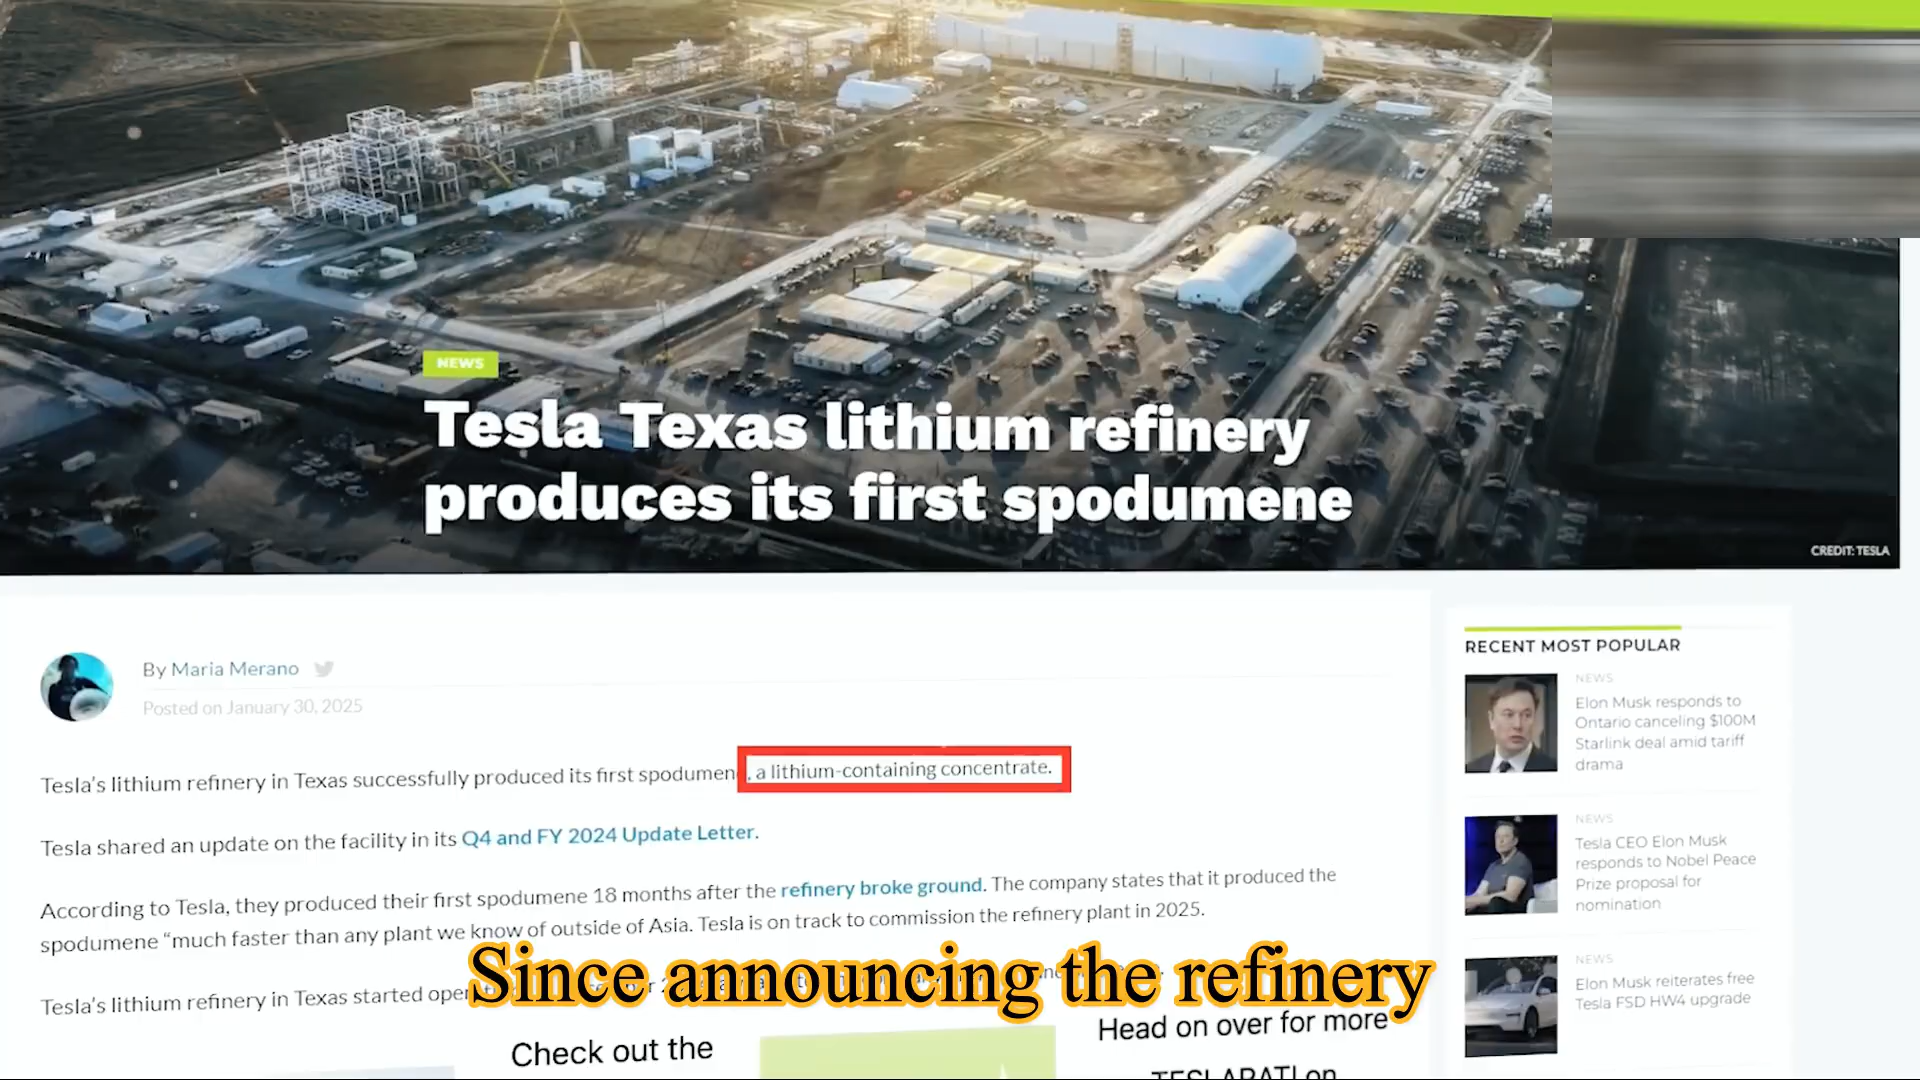 NEWS
Tesla Texas lithium refinery
produces its first spodumene
CREDIT: TESLA
By Maria Merano
Posted on January 30, 2025
Tesla's lithium refinery in Texas successfully produced its first spodumen , a lithium-containing concentrate.
Tesla shared an update on the facility in its Q4 and FY 2024 Update Letter.
According to Tesla, they produced their first spodumene 18 months after the refinery broke ground. The company states that it produced the
spodumene “much faster than any plant we know of outside of Asia. Tesla is on track to commission the refinery plant in 2025.
Tesla's lithium refinery in Texas started
Since announcing the refinery
Check out the
Head on over for more
TESLARATI on
RECENT MOST POPULAR
NEWS
Elon Musk responds to
Ontario canceling $100M
Starlink deal amid tariff
drama
NEWS
Tesla CEO Elon Musk
responds to Nobel Peace
Prize proposal for
nomination
NEWS
Elon Musk reiterates free
Tesla FSD HW4 upgrade